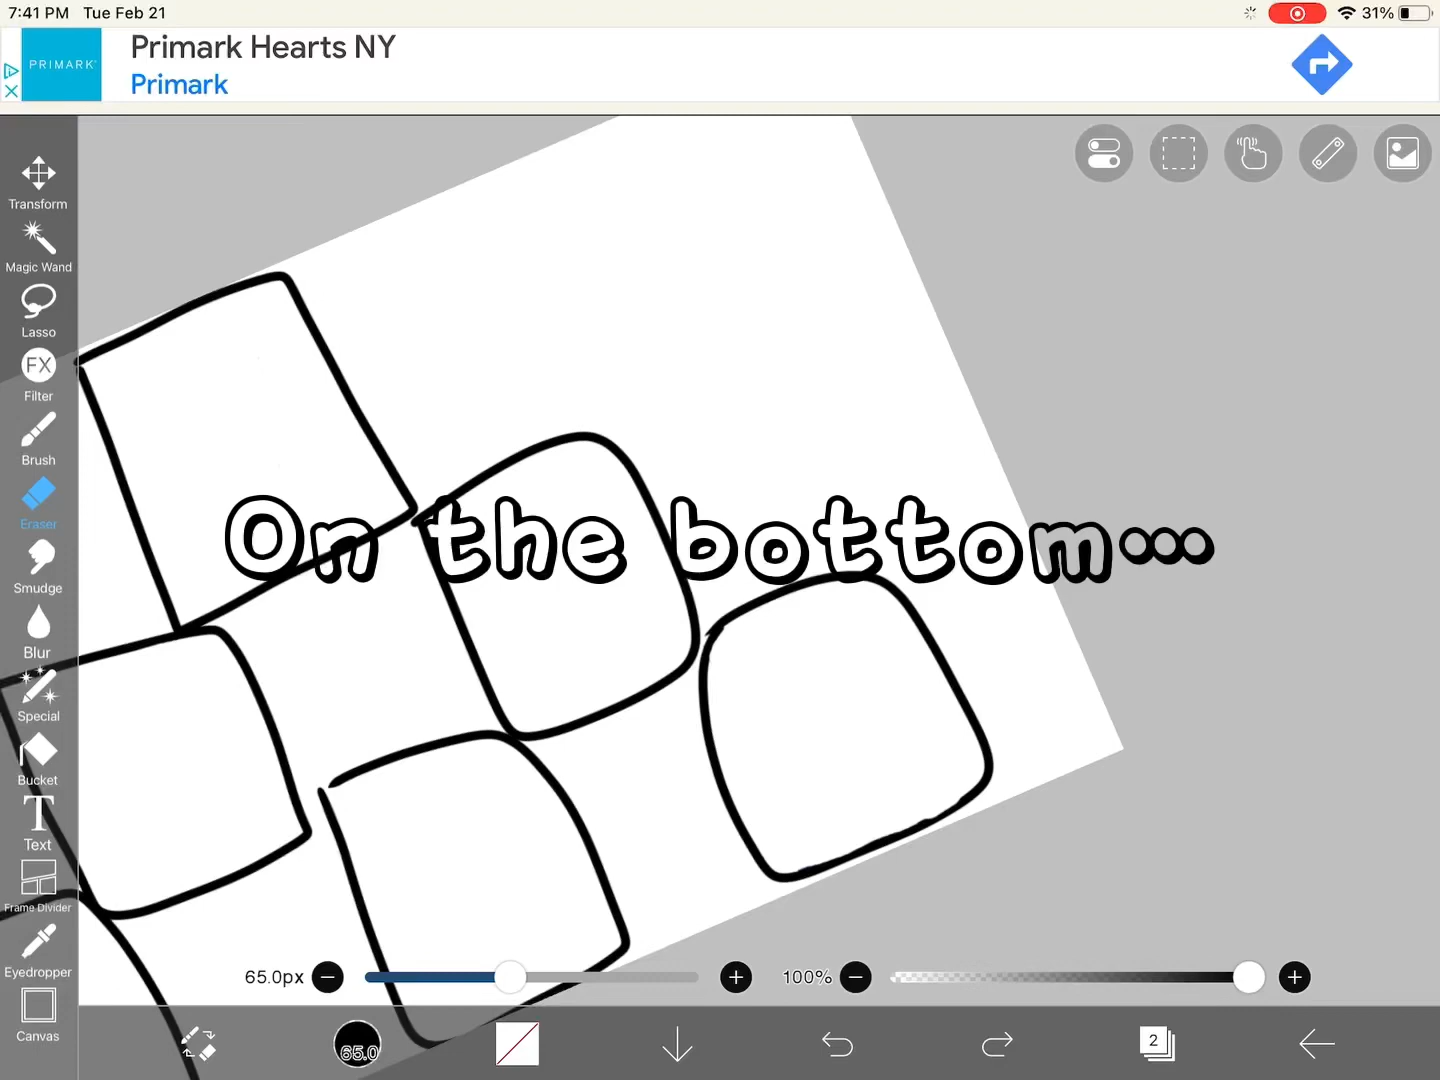 7:41 PM Tue Feb 21
31%
PRIMARK
Primark Hearts NY
Primark
Transform
Magic Wand
Lasso
FX
Filter
Brush
Eraser
Smudge
Blur
Special
Bucket
T
Text
Frame Divider
Eyedropper
Canvas
On the bottom...
65.0px
100%
65.0
2